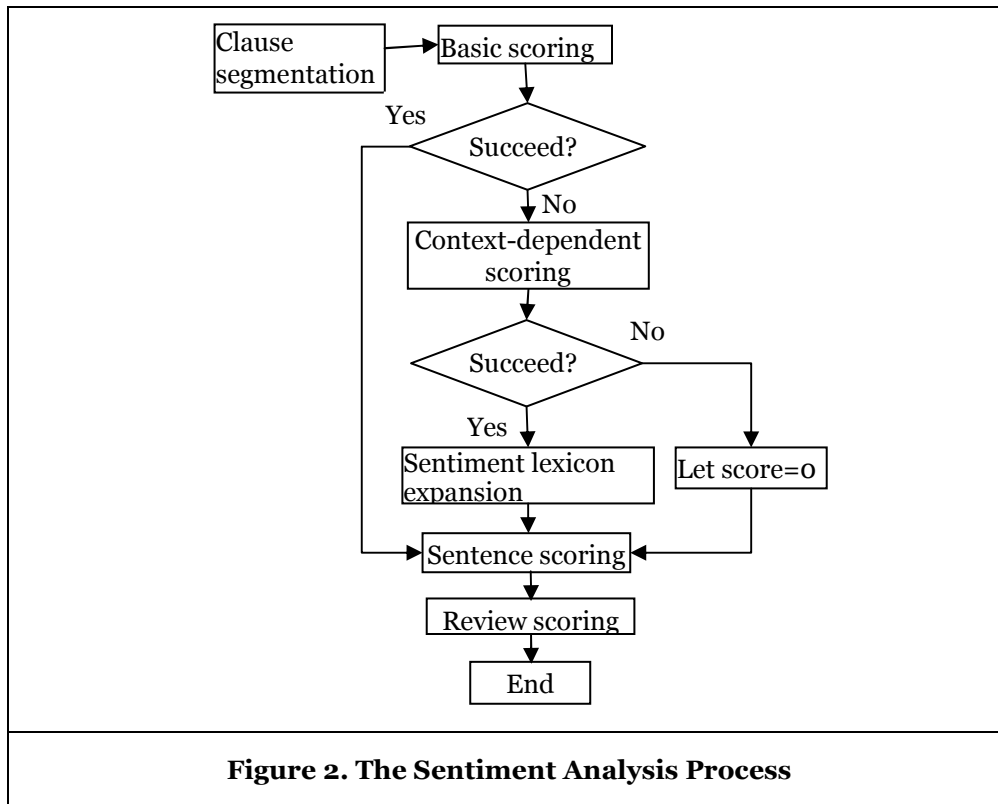 Clause
segmentation
Basic scoring
Yes
Succeed?
No
Context-dependent
scoring
No
Succeed?
Yes
Sentiment lexicon
expansion
Let score=0
Sentence scoring
Review scoring
End
Figure 2. The Sentiment Analysis Process